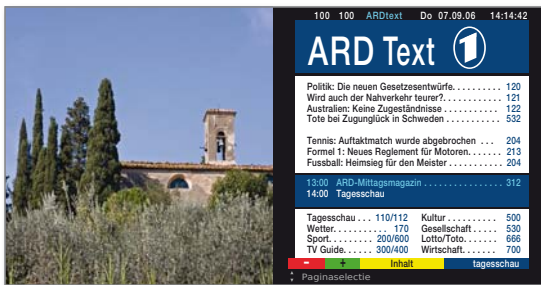 100 100 ARDtext Do 07.09.06 14:14:42
ARD Text 1
Politik: Die neuen Gesetzesentwürfe. . . . . . . . . . 120
Wird auch der Nahverkehr teurer?. . . . . . . . . . . . 121
Australien: Keine Zugeständnisse . . . . . . . . . . . . 122
Tote bei Zugunglück in Schweden . . . . . . . . . . . 532
Tennis: Auftaktmatch wurde abgebrochen . . . 204
Formel 1: Neues Reglement für Motoren. . . . . . . 213
Fussball: Heimsieg für den Meister . . . . . . . . . . . 204
13:00 ARD-Mittagsmagazin . . . . . . . . . . . . . . . . 312
14:00 Tagesschau
Tagesschau . . . 110/112 Kultur . . . . . . . . . . 500
Wetter. . . . . . . . . . . 170 Gesellschaft . . . . . 530
Sport. . . . . . . . . 200/600 Lotto/Toto. . . . . . . 666
TV Guide. . . . . . 300/400 Wirtschaft. . . . . . . 700
- + Inhalt tagesschau
Paginaselectie